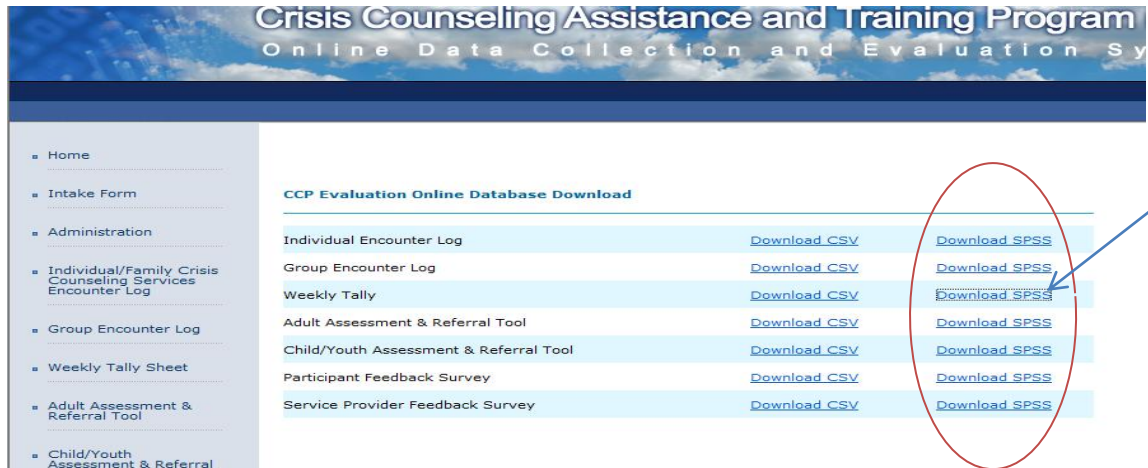 Crisis Counseling Assistance and Training Program
Online Data Collection and Evaluation Sy
Home
Intake Form
Administration
Individual/Family Crisis
Counseling Services
Encounter Log
Group Encounter Log
Weekly Tally Sheet
Adult Assessment &
Referral Tool
Child/Youth
Assessment & Referral
CCP Evaluation Online Database Download
Individual Encounter Log Download CSV Download SPSS
Group Encounter Log Download CSV Download SPSS
Weekly Tally Download CSV Download SPSS
Adult Assessment & Referral Tool Download CSV Download SPSS
Child/Youth Assessment & Referral Tool Download CSV Download SPSS
Participant Feedback Survey Download CSV Download SPSS
Service Provider Feedback Survey Download CSV Download SPSS